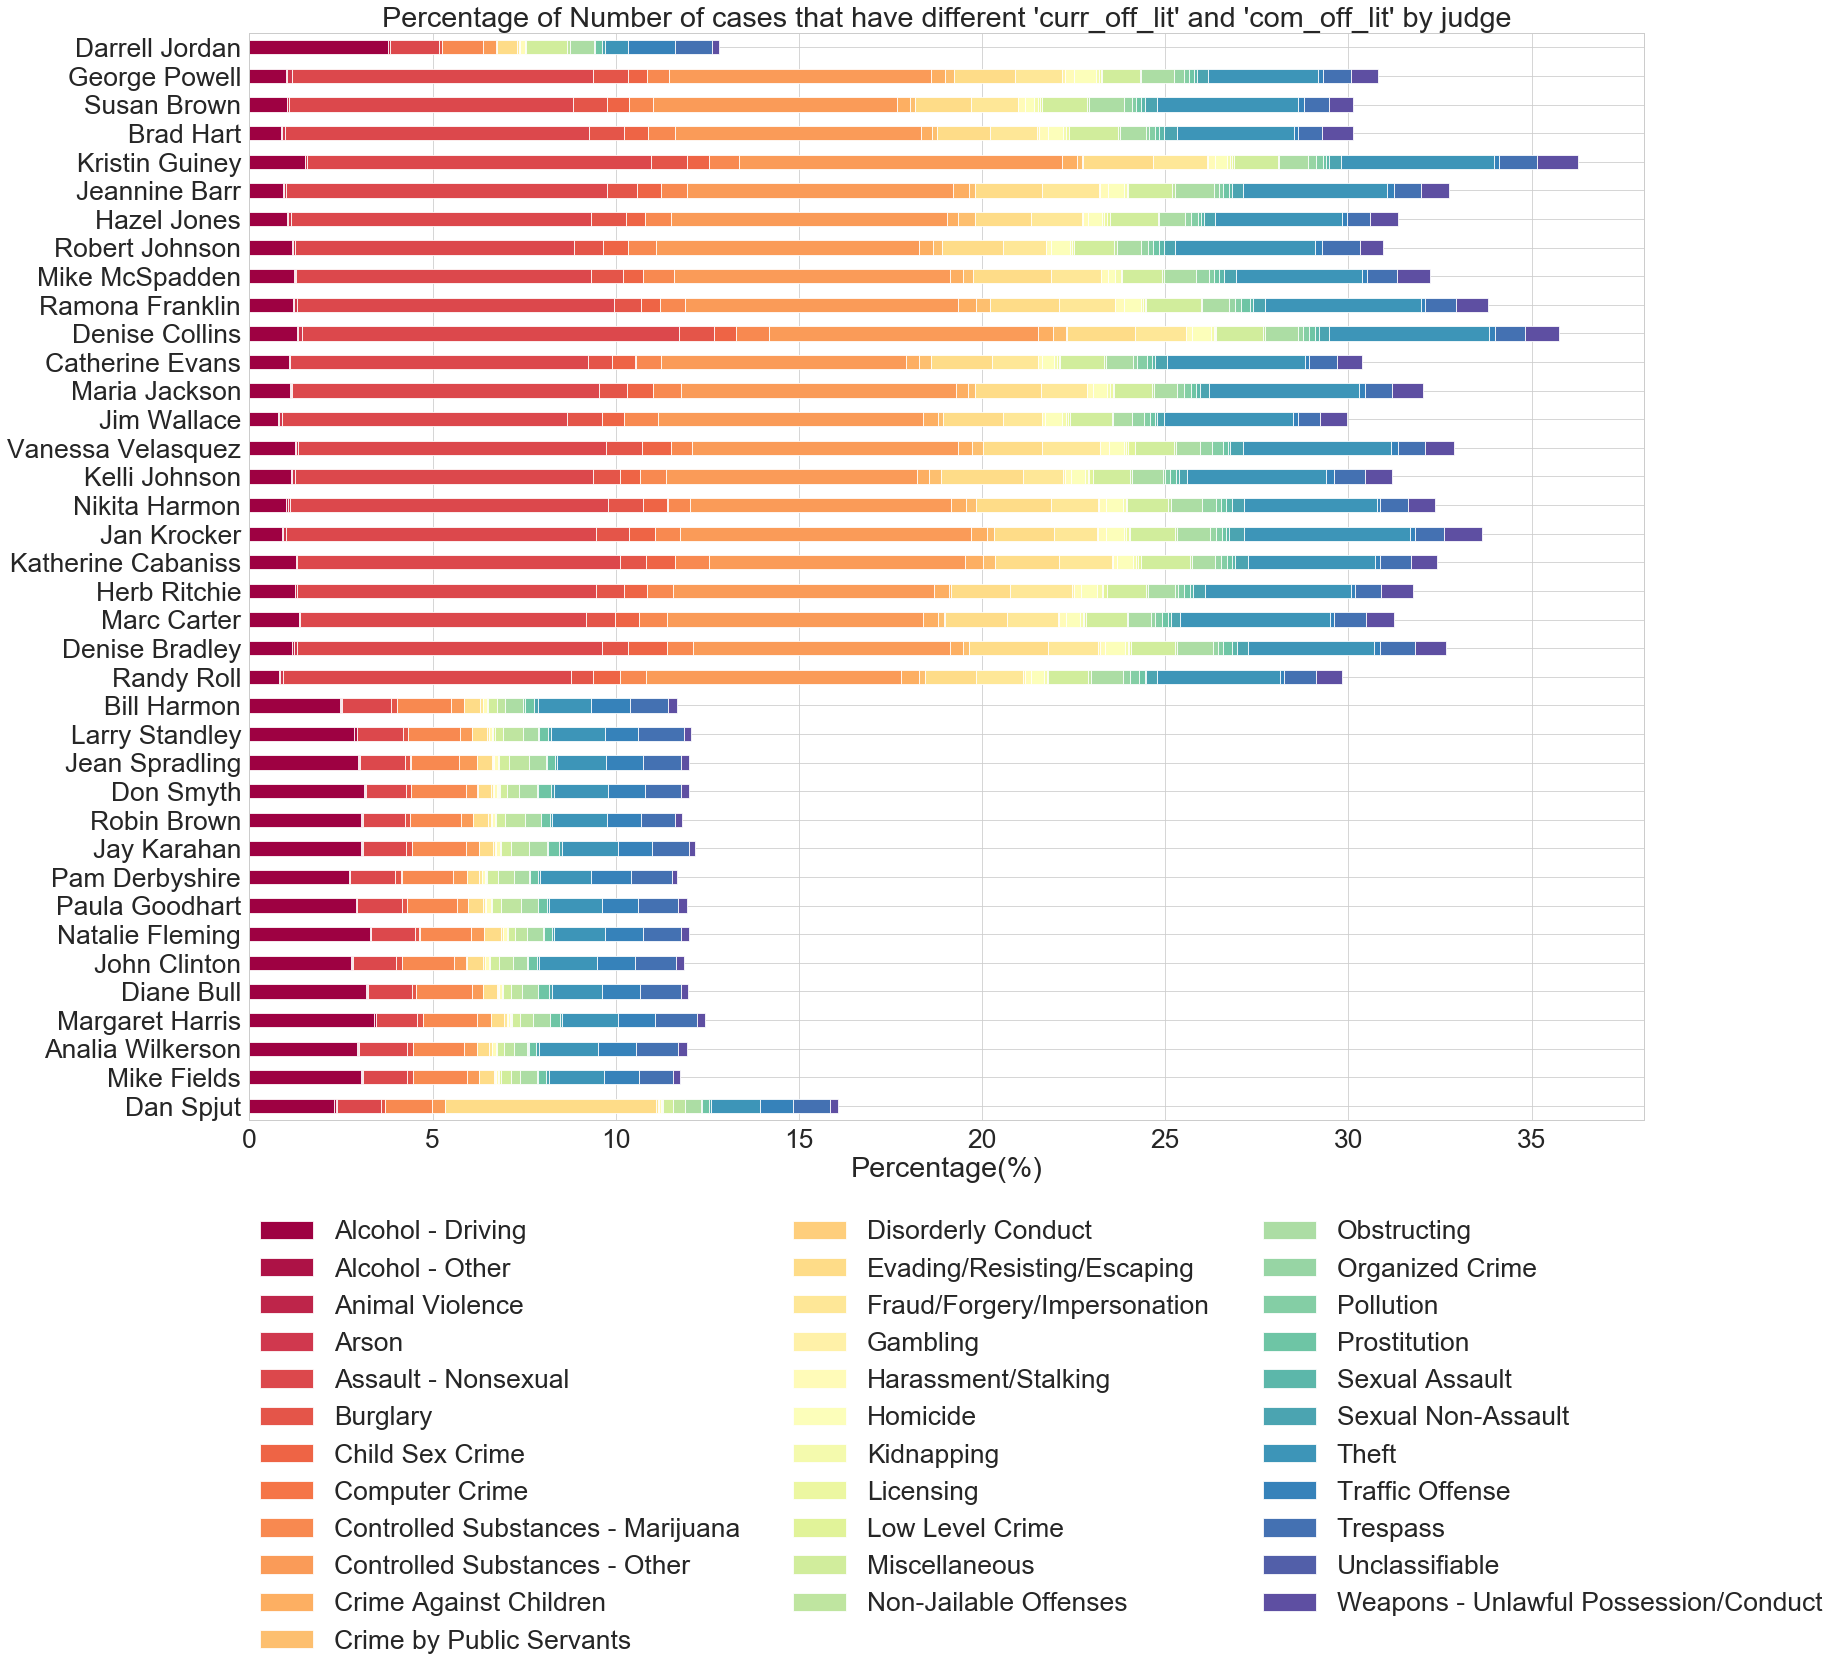 Percentage of Number of cases that have different 'curr_off_lit' and 'com_off_lit' by judge
Darrell Jordan
George Powell
Susan Brown
Brad Hart
Kristin Guiney
Jeannine Barr
Hazel Jones
Robert Johnson
Mike McSpadden
Ramona Franklin
Denise Collins
Catherine Evans
Maria Jackson
Jim Wallace
Vanessa Velasquez
Kelli Johnson
Nikita Harmon
Jan Krocker
Katherine Cabaniss
Herb Ritchie
Marc Carter
Denise Bradley
Randy Roll
Bill Harmon
Larry Standley
Jean Spradling
Don Smyth
Robin Brown
Jay Karahan
Pam Derbyshire
Paula Goodhart
Natalie Fleming
John Clinton
Diane Bull
Margaret Harris
Analia Wilkerson
Mike Fields
Dan Spjut
0 5 10 15 20 25 30 35
Percentage(%)
Alcohol - Driving
Alcohol - Other
Animal Violence
Arson
Assault - Nonsexual
Burglary
Child Sex Crime
Computer Crime
Controlled Substances - Marijuana
Controlled Substances - Other
Crime Against Children
Crime by Public Servants
Disorderly Conduct
Evading/Resisting/Escaping
Fraud/Forgery/Impersonation
Gambling
Harassment/Stalking
Homicide
Kidnapping
Licensing
Low Level Crime
Miscellaneous
Non-Jailable Offenses
Obstructing
Organized Crime
Pollution
Prostitution
Sexual Assault
Sexual Non-Assault
Theft
Traffic Offense
Trespass
Unclassifiable
Weapons - Unlawful Possession/Conduct